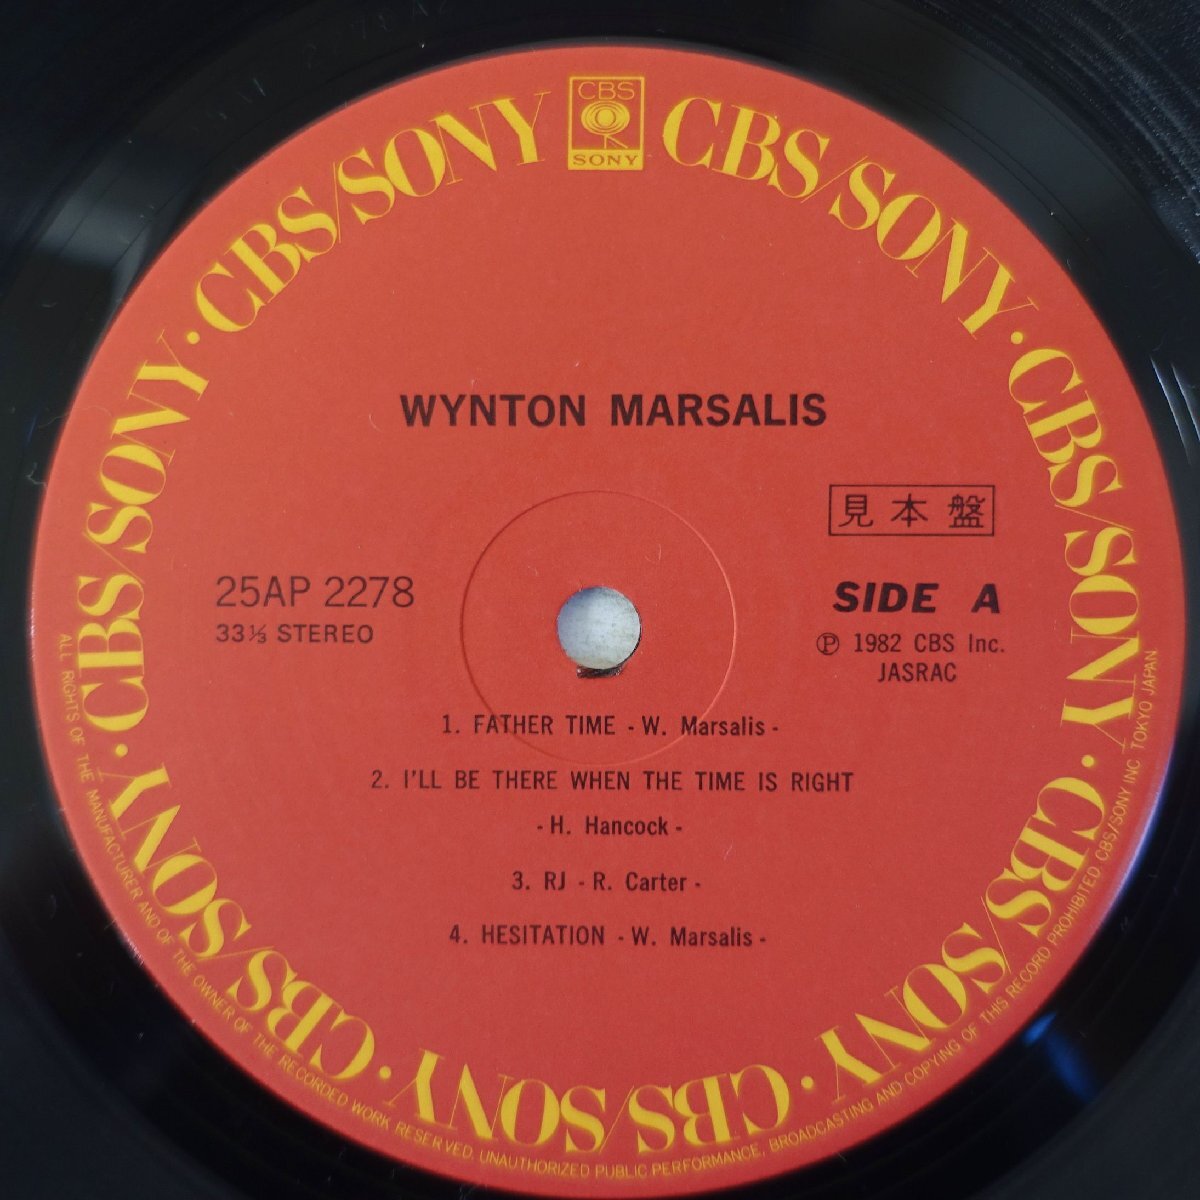 CBS
SONY
CBS/SONY · CBS/SONY · CBS/SONY · CBS/SONY · CBS/SONY · CBS/SONY · CBS/SONY · CBS/SONY
WYNTON MARSALIS
見本盤
25AP 2278
33⅓ STEREO
SIDE A
Ⓟ 1982 CBS Inc.
JASRAC
1. FATHER TIME - W. Marsalis -
2. I'LL BE THERE WHEN THE TIME IS RIGHT
- H. Hancock -
3. RJ - R. Carter -
4. HESITATION - W. Marsalis -
ALL RIGHTS OF THE MANUFACTURER AND OF THE OWNER OF THE RECORDED WORK RESERVED. UNAUTHORIZED PUBLIC PERFORMANCE, BROADCASTING AND COPYING OF THIS RECORD PROHIBITED CBS/SONY INC TOKYO JAPAN